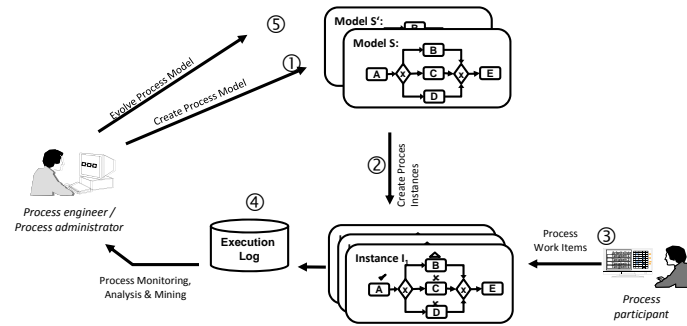 ⑤
Model S':
B
Model S:
B
A
x
C
x
E
D
①
Evolve Process Model
Create Process Model
②
Create Proces
Instances
Process engineer /
Process administrator
④
Execution
Log
Process Monitoring,
Analysis & Mining
Instance I1
B
A
x
C
x
E
x
x
D
Process
Work Items
③
Process
participant